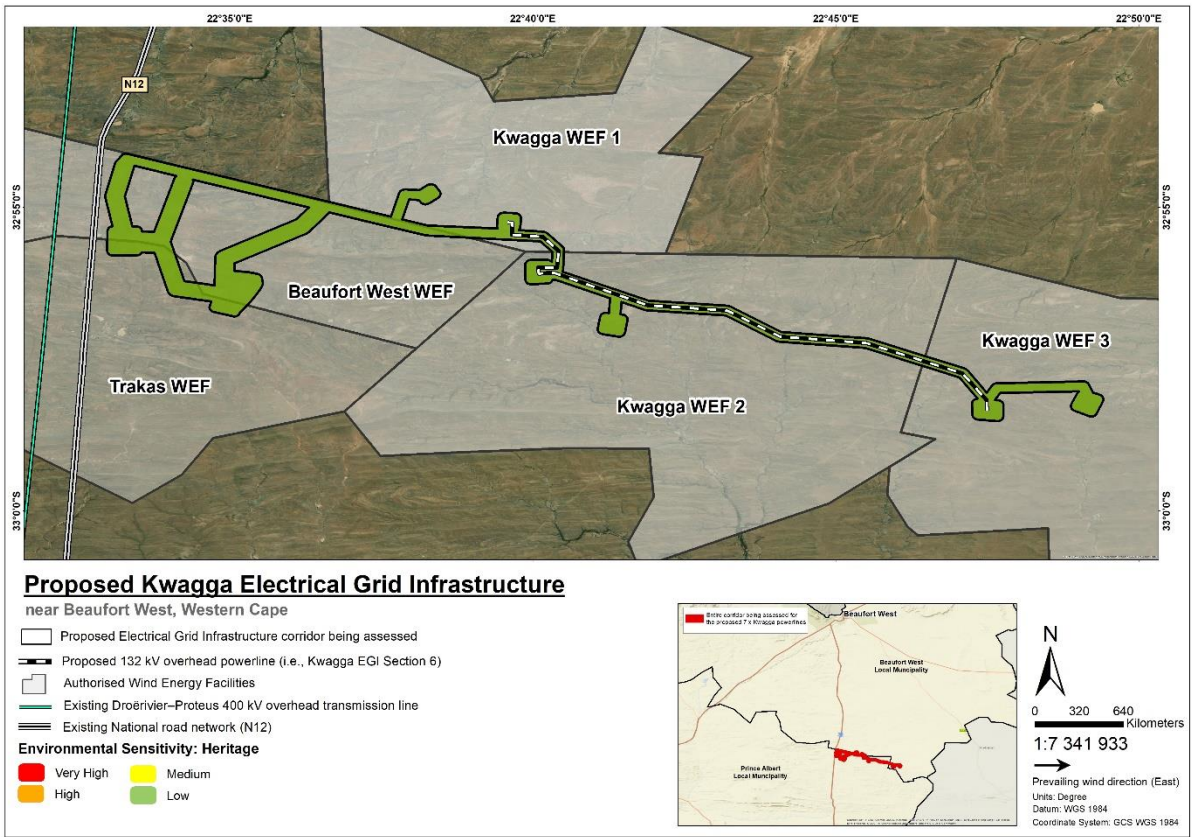 22°35'0"E
22°40'0"E
22°45'0"E
22°50'0"E
N12
Kwagga WEF 1
32°55'0"S
32°55'0"S
Beaufort West WEF
Kwagga WEF 3
Trakas WEF
Kwagga WEF 2
33°0'0"S
33°0'0"S
Proposed Kwagga Electrical Grid Infrastructure
near Beaufort West, Western Cape
Proposed Electrical Grid Infrastructure corridor being assessed
Proposed 132 kV overhead powerline (i.e., Kwagga EGI Section 6)
Authorised Wind Energy Facilities
Existing Droërivier–Proteus 400 kV overhead transmission line
Existing National road network (N12)
Environmental Sensitivity: Heritage
Very High
Medium
High
Low
Entire corridor being assessed for
the proposed 7 x Kwagga powerlines
Beaufort West
Beaufort West
Local Municipality
Prince Albert
Local Muncipality
N
0 320 640
Kilometers
1:7 341 933
Prevailing wind direction (East)
Units: Degree
Datum: WGS 1984
Coordinate System: GCS WGS 1984